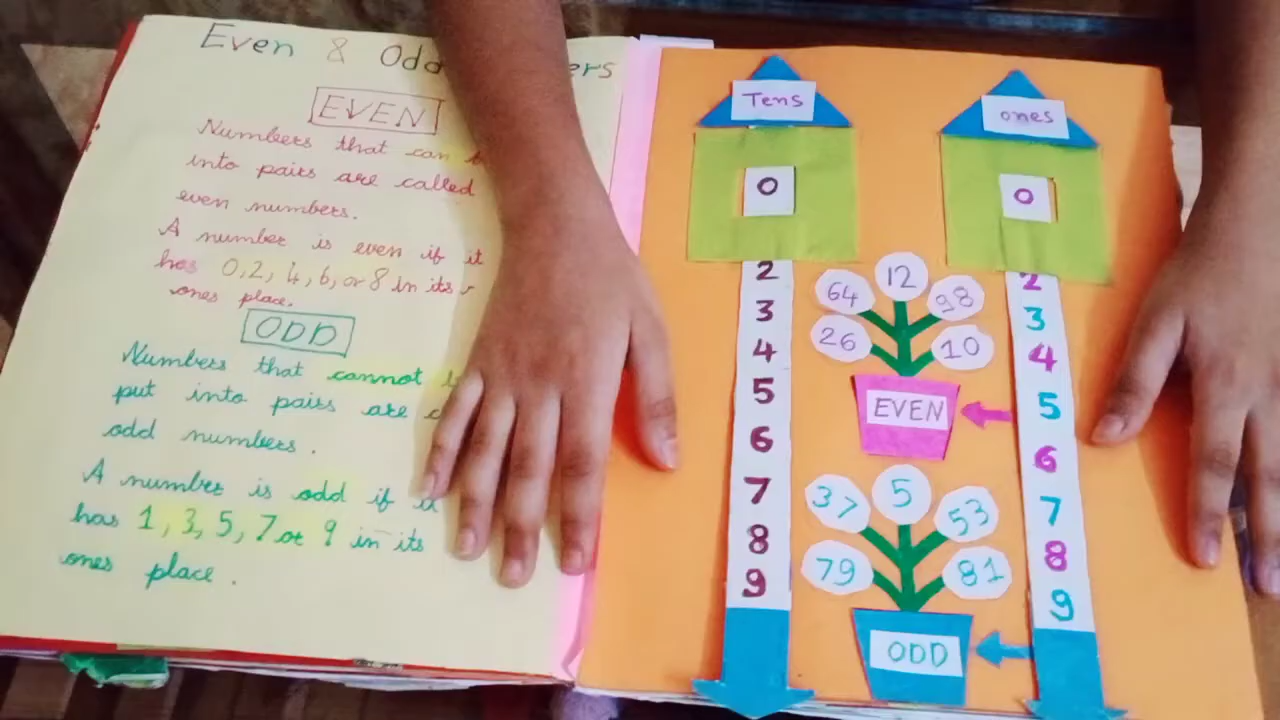 Even & Odd
EVEN
Numbers that can
into pairs are called
even numbers.
A number is even if it
has 0, 2, 4, 6, or 8 in its
ones place.
ODD
Numbers that cannot
put into pairs are
odd numbers.
A number is odd if it
has 1, 3, 5, 7 or 9 in its
ones place.
Tens
0
2
3
4
5
6
7
8
9
ones
0
2
3
4
5
6
7
8
9
64 12 98
26 10
EVEN
37 5 53
79 81
ODD